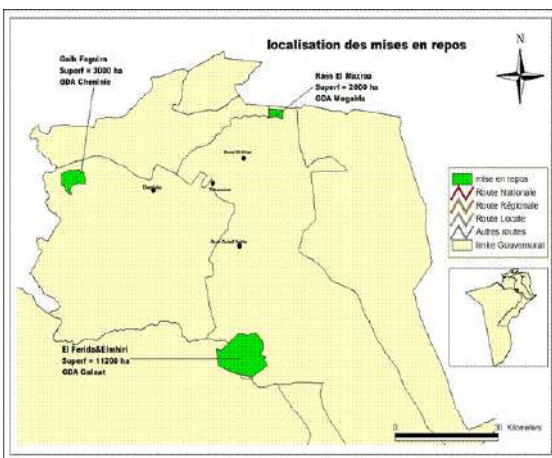 localisation des mises en repos
N
Galb Faguira
Superf = 3000 ha
GDA Chenini
Rass El Mazraa
Superf = 2000 ha
GDA Magabla
mise en repos
Route Nationale
Route Régionale
Route Locale
Autres routes
limite Gouvernorat
El Ferida&Elmhiri
Superf = 11200 ha
GDA Galaat
0
30 Kilometers